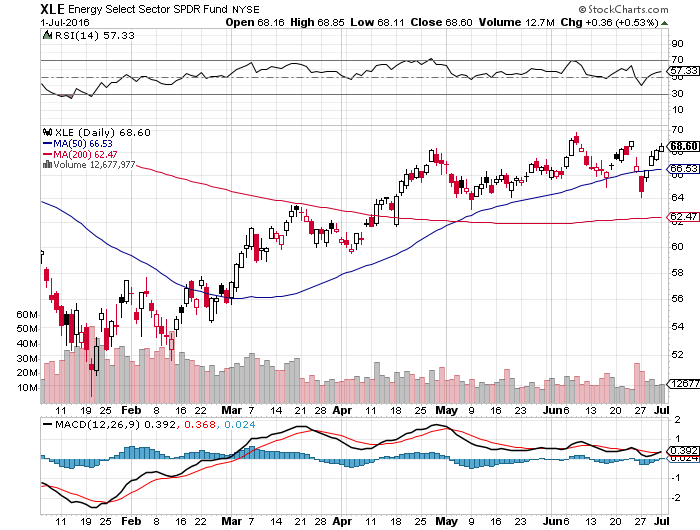 XLE Energy Select Sector SPDR Fund NYSE © StockCharts.com
1-Jul-2016 Open 68.16 High 68.85 Low 68.11 Close 68.60 Volume 12.7M Chg +0.36 (+0.53%)
RSI(14) 57.33
90
70
57.33
50
30
10
XLE (Daily) 68.60
MA(50) 66.53
MA(200) 62.47
Volume 12,677,977
70
68.60
66.53
64
62.47
60
58
56
54
52
60M
50M
40M
30M
20M
10M
12677
11 19 25 Feb 8 16 22 Mar 7 14 21 28 Apr 11 18 25 May 9 16 23 Jun 6 13 20 27 Jul
MACD(12,26,9) 0.392, 0.368, 0.024
2
1
0.392
0.024
-1
-2
11 19 25 Feb 8 16 22 Mar 7 14 21 28 Apr 11 18 25 May 9 16 23 Jun 6 13 20 27 Jul